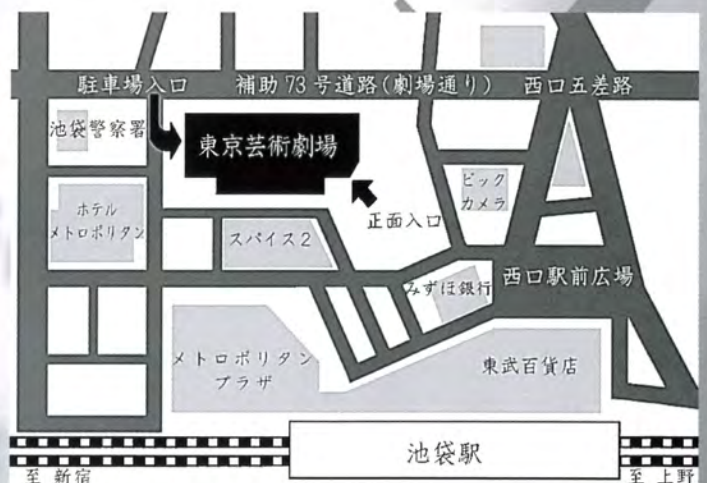 駐車場入口
補助73号道路(劇場通り)
西口五差路
池袋警察署
東京芸術劇場
ビック
カメラ
ホテル
メトロポリタン
スパイス2
正面入口
みずほ銀行
西口駅前広場
メトロポリタン
プラザ
東武百貨店
池袋駅
至 新宿
至 上野